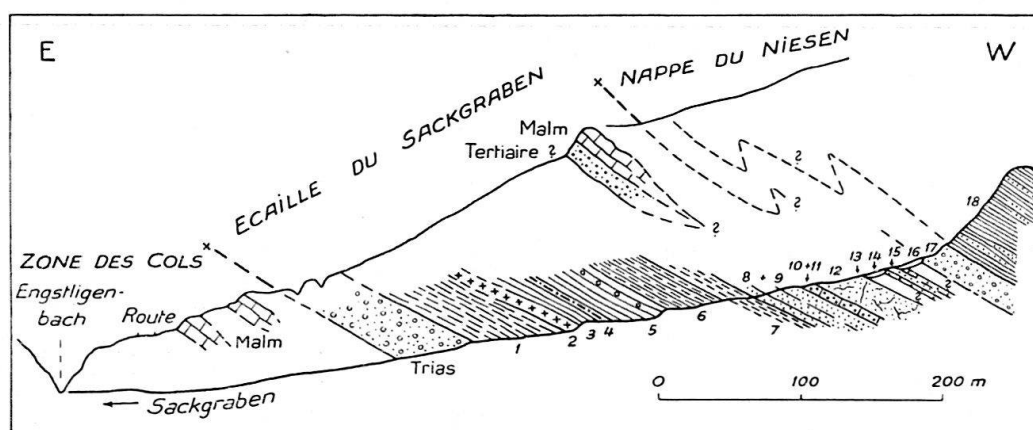 E
W
NAPPE DU NIESEN
ECAILLE DU SACKGRABEN
Malm
Tertiaire ?
?
?
?
18
ZONE DES COLS
Engstligen-
bach
Route
Malm
Trias
1 2 3 4 5 6 7 8 + 9 10+11 12 13 14 15 16 17
?
?
Sackgraben
0 100 200 m